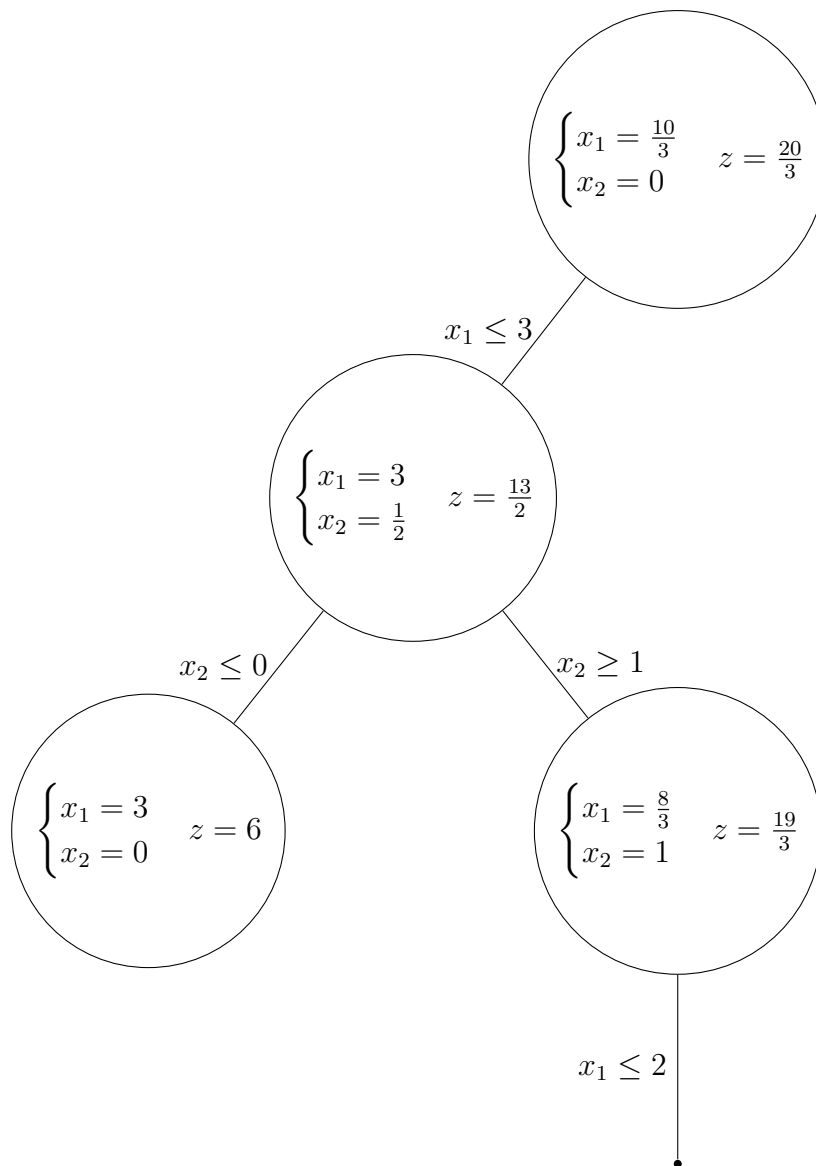 {x₁ = 10/3 z = 20/3
x₂ = 0
x₁ ≤ 3
{x₁ = 3 z = 13/2
x₂ = 1/2
x₂ ≤ 0 x₂ ≥ 1
{x₁ = 3 z = 6
x₂ = 0
{x₁ = 8/3 z = 19/3
x₂ = 1
x₁ ≤ 2